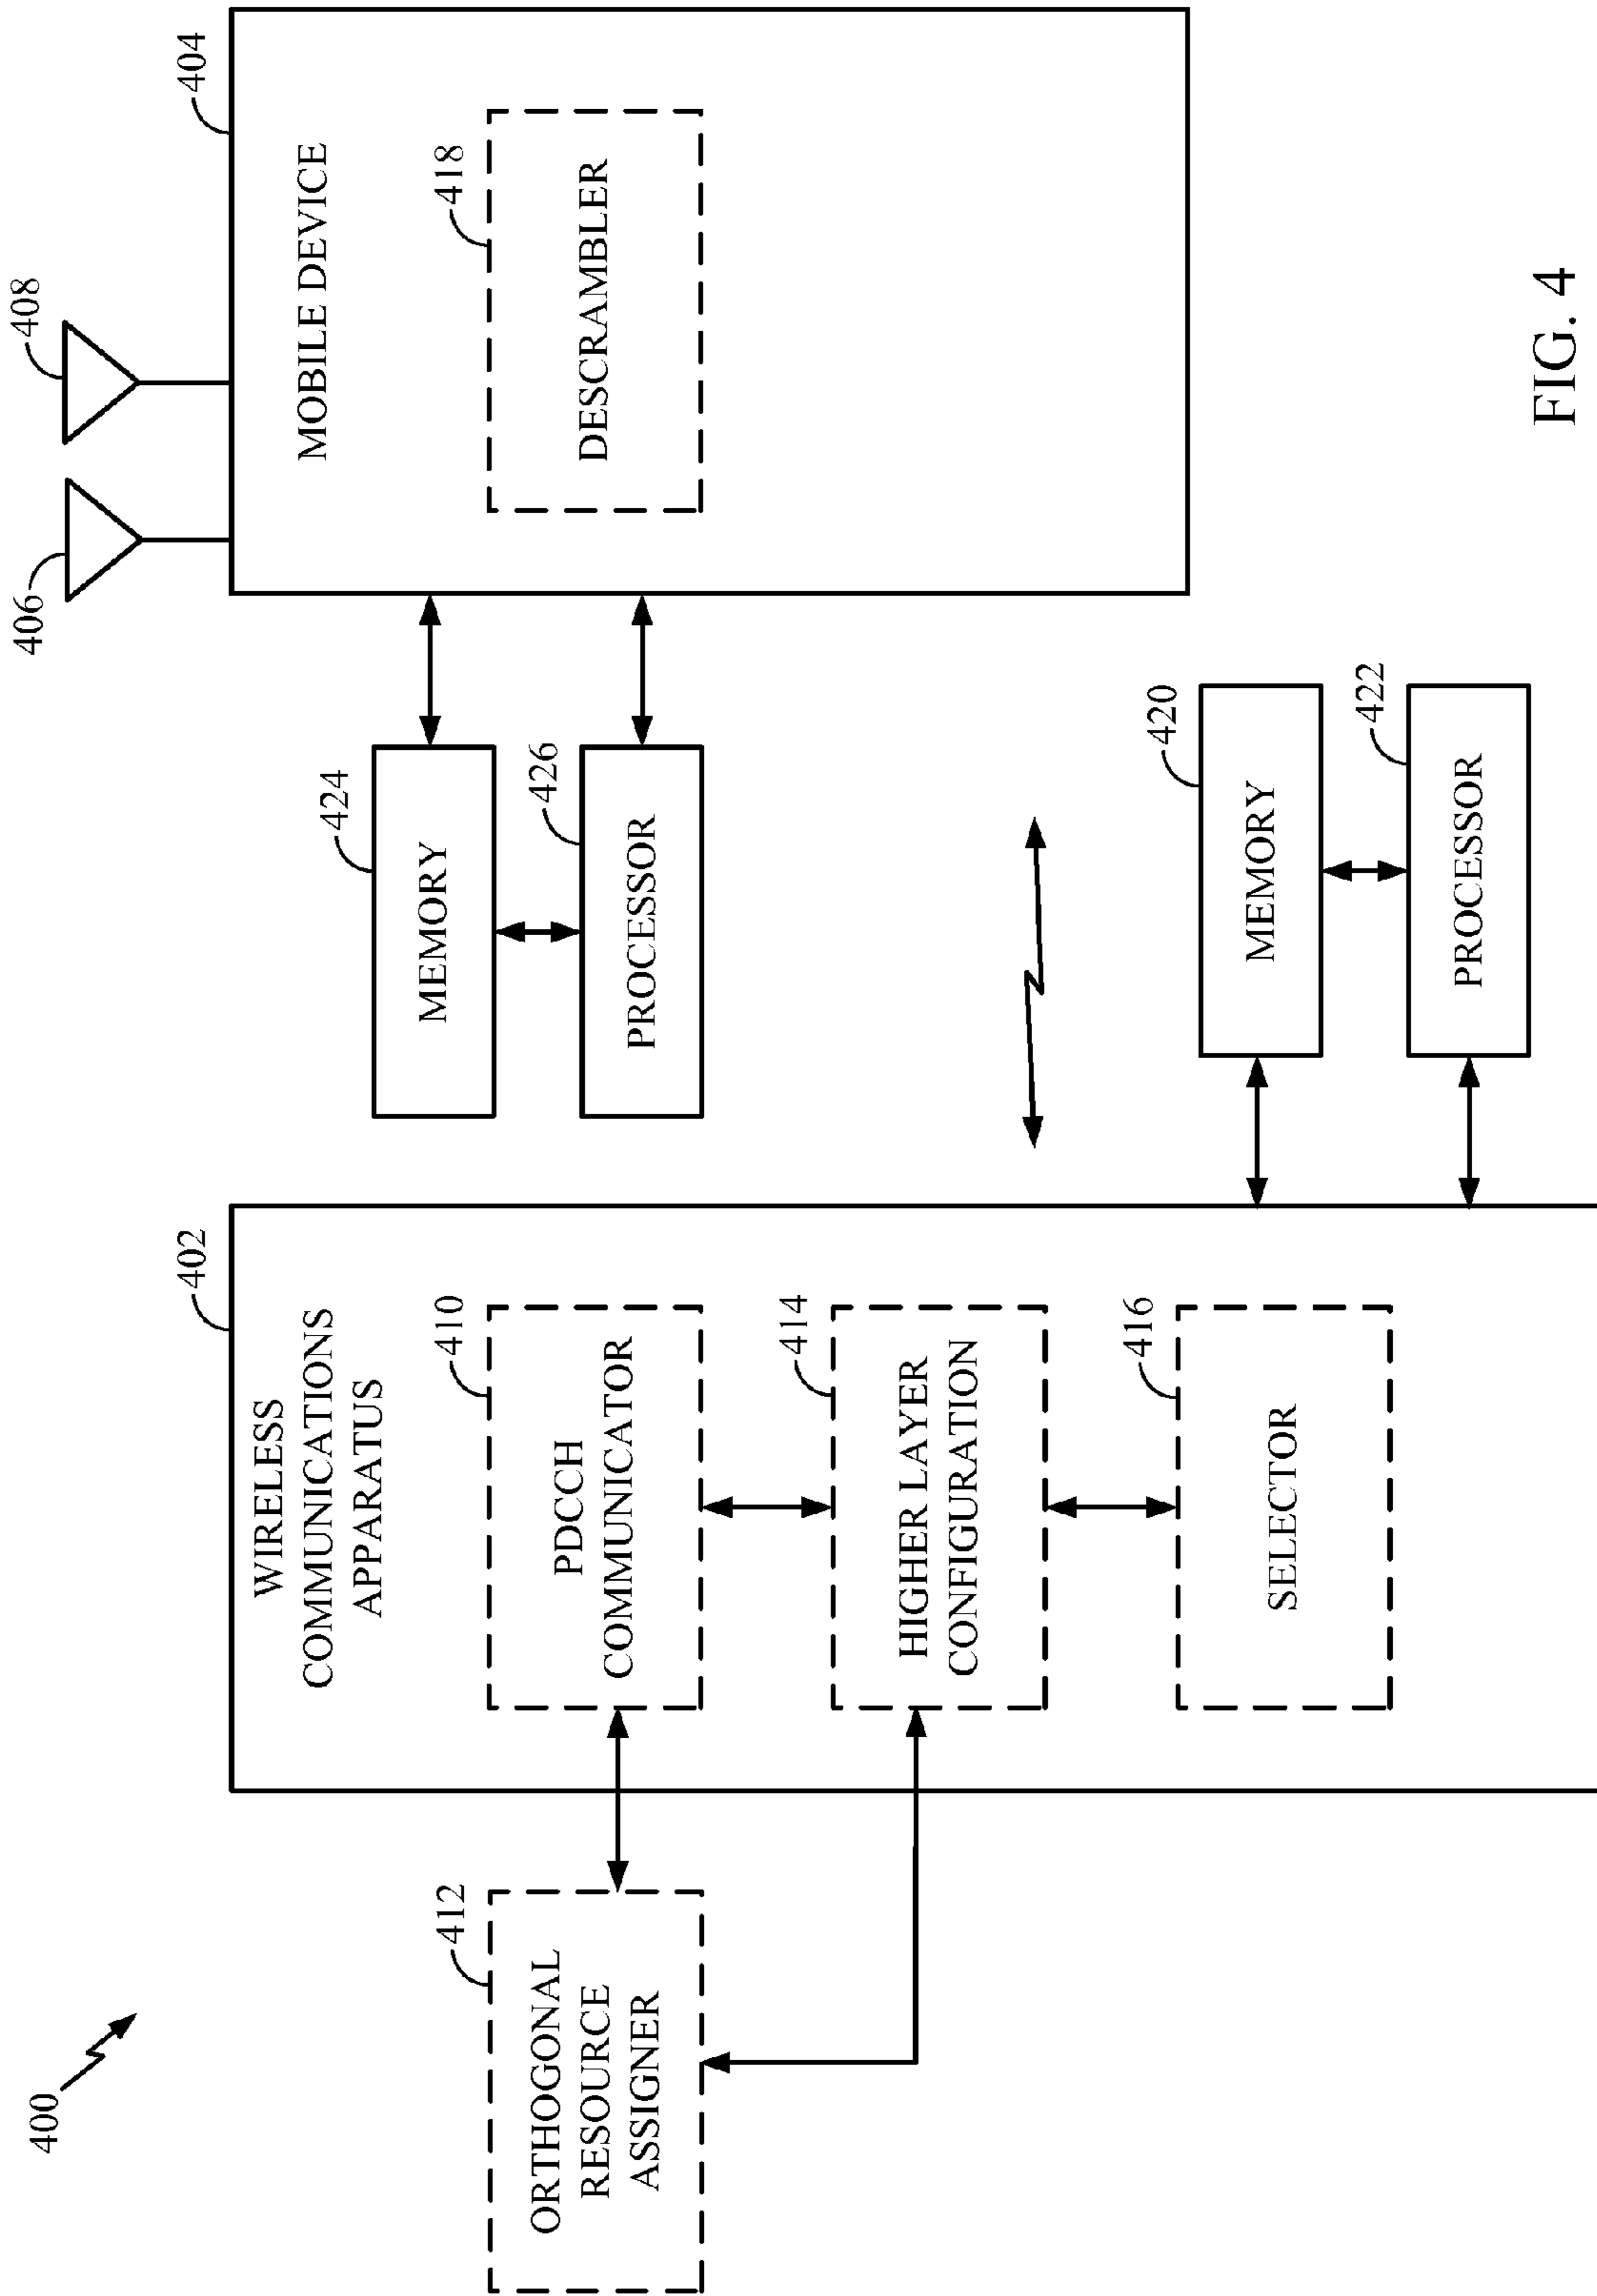 400
402
WIRELESS
COMMUNICATIONS
APPARATUS
410
PDCCH
COMMUNICATOR
412
ORTHOGONAL
RESOURCE
ASSIGNER
414
HIGHER LAYER
CONFIGURATION
416
SELECTOR
406
408
404
MOBILE DEVICE
418
DESCRAMBLER
424
MEMORY
426
PROCESSOR
420
MEMORY
422
PROCESSOR
FIG. 4